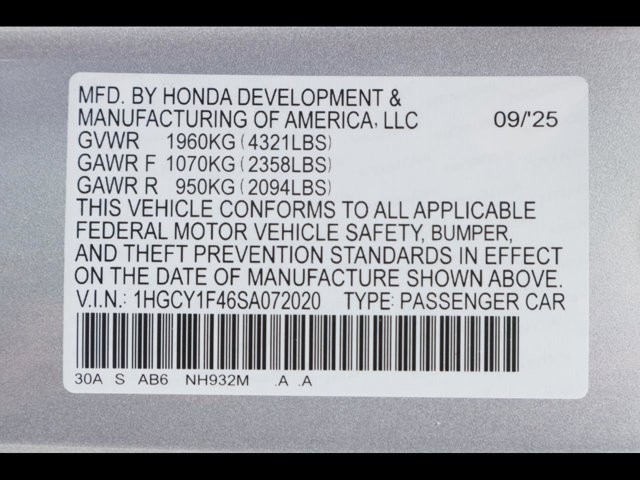 MFD. BY HONDA DEVELOPMENT &
MANUFACTURING OF AMERICA, LLC 09/'25
GVWR 1960KG (4321LBS)
GAWR F 1070KG (2358LBS)
GAWR R 950KG (2094LBS)
THIS VEHICLE CONFORMS TO ALL APPLICABLE
FEDERAL MOTOR VEHICLE SAFETY, BUMPER,
AND THEFT PREVENTION STANDARDS IN EFFECT
ON THE DATE OF MANUFACTURE SHOWN ABOVE.
V.I.N.: 1HGCY1F46SA072020 TYPE: PASSENGER CAR
30A S AB6 NH932M .A .A